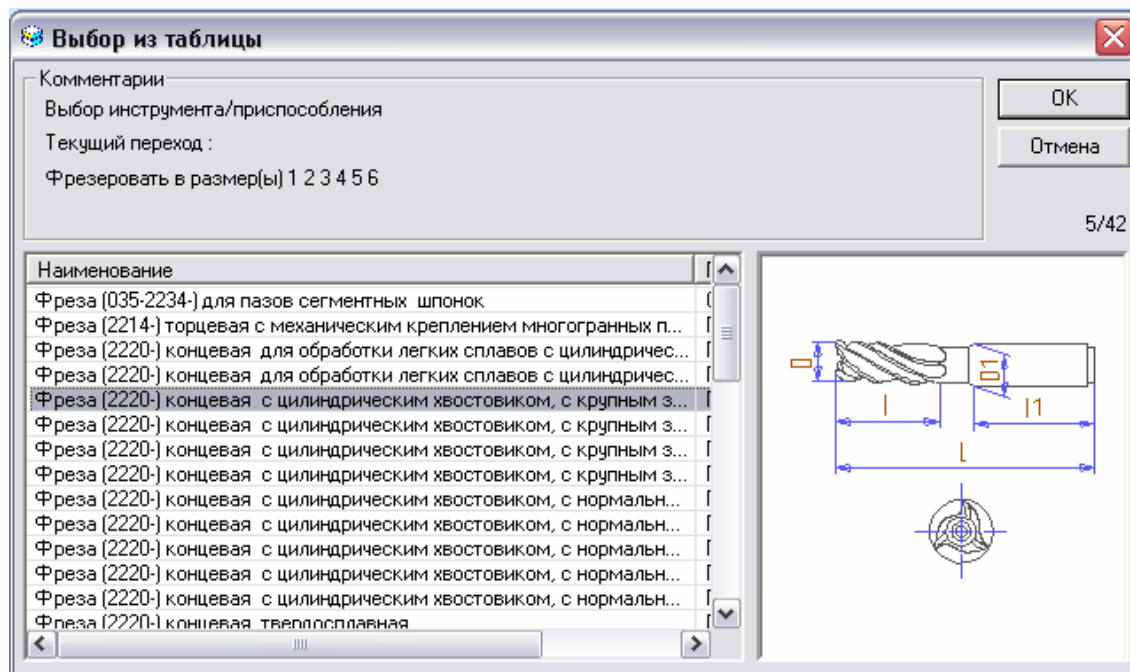 Выбор из таблицы
Комментарии
Выбор инструмента/приспособления
Текущий переход :
Фрезеровать в размер(ы) 1 2 3 4 5 6
OK
Отмена
5/42
Наименование
Фреза (035-2234-) для пазов сегментных шпонок
Фреза (2214-) торцевая с механическим креплением многогранных п...
Фреза (2220-) концевая для обработки легких сплавов с цилиндричес...
Фреза (2220-) концевая для обработки легких сплавов с цилиндричес...
Фреза (2220-) концевая с цилиндрическим хвостовиком, с крупным з...
Фреза (2220-) концевая с цилиндрическим хвостовиком, с крупным з...
Фреза (2220-) концевая с цилиндрическим хвостовиком, с крупным з...
Фреза (2220-) концевая с цилиндрическим хвостовиком, с крупным з...
Фреза (2220-) концевая с цилиндрическим хвостовиком, с нормальн...
Фреза (2220-) концевая с цилиндрическим хвостовиком, с нормальн...
Фреза (2220-) концевая с цилиндрическим хвостовиком, с нормальн...
Фреза (2220-) концевая с цилиндрическим хвостовиком, с нормальн...
Фреза (2220-) концевая с цилиндрическим хвостовиком, с нормальн...
Фреза (2220-) концевая твердосплавная
D
D1
l
l1
L